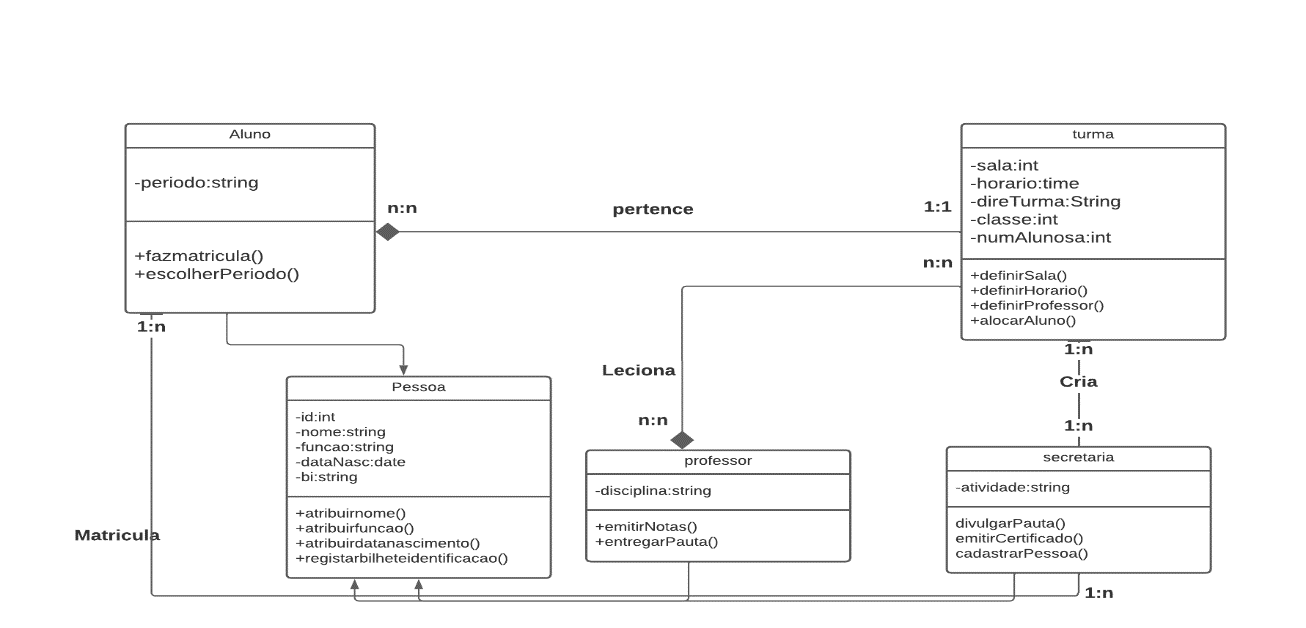 Aluno
-periodo:string
+fazmatricula()
+escolherPeriodo()
n:n
pertence
1:1
turma
-sala:int
-horario:time
-direTurma:String
-classe:int
-numAlunosa:int
+definirSala()
+definirHorario()
+definirProfessor()
+alocarAluno()
n:n
1:n
Pessoa
-id:int
-nome:string
-funcao:string
-dataNasc:date
-bi:string
+atribuirnome()
+atribuirfuncao()
+atribuirdatanascimento()
+registarbilheteidentificacao()
Leciona
n:n
professor
-disciplina:string
+emitirNotas()
+entregarPauta()
1:n
Cria
1:n
secretaria
-atividade:string
divulgarPauta()
emitirCertificado()
cadastrarPessoa()
Matricula
1:n